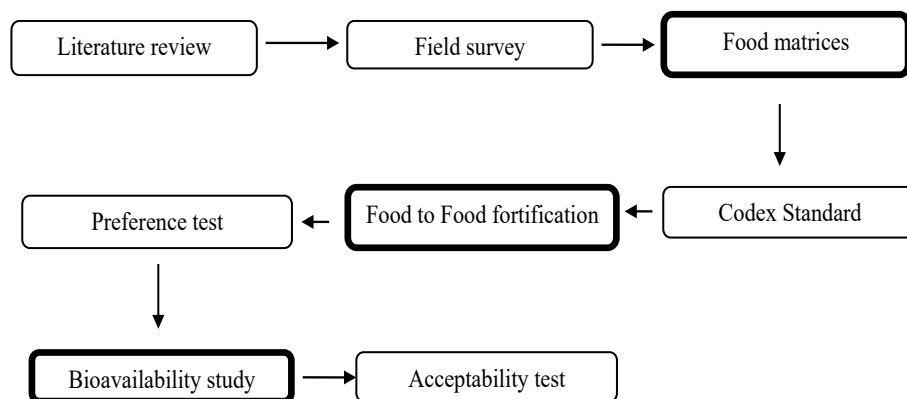 Literature review
Field survey
Food matrices
Codex Standard
Food to Food fortification
Preference test
Bioavailability study
Acceptability test